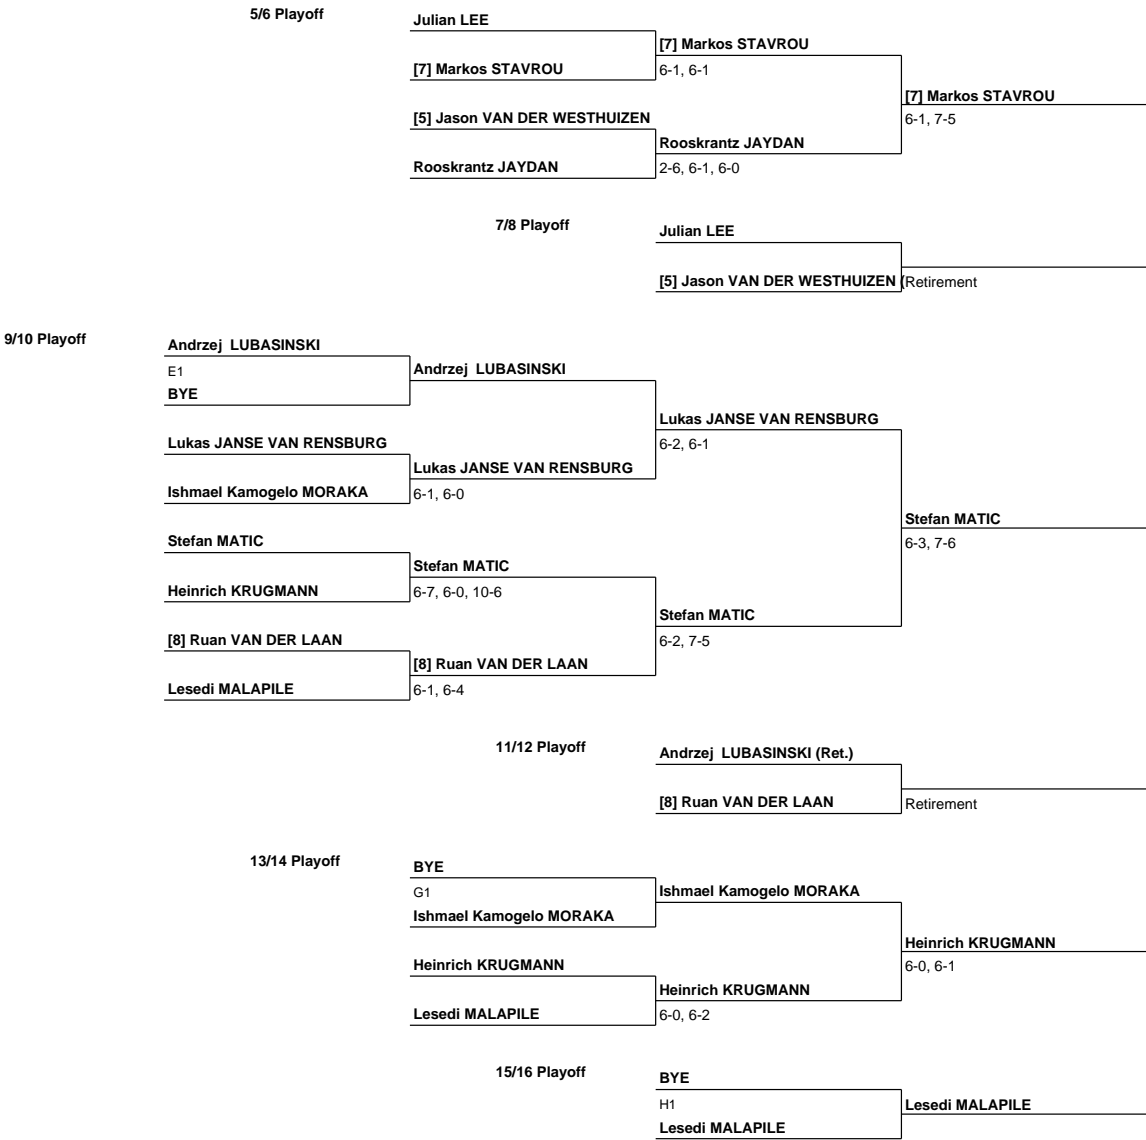 5/6 Playoff
Julian LEE
[7] Markos STAVROU
[7] Markos STAVROU
6-1, 6-1
[7] Markos STAVROU
[5] Jason VAN DER WESTHUIZEN
6-1, 7-5
Rooskrantz JAYDAN
Rooskrantz JAYDAN
2-6, 6-1, 6-0
7/8 Playoff
Julian LEE
[5] Jason VAN DER WESTHUIZEN (
Retirement
9/10 Playoff
Andrzej LUBASINSKI
E1
Andrzej LUBASINSKI
BYE
Lukas JANSE VAN RENSBURG
Lukas JANSE VAN RENSBURG
6-2, 6-1
Lukas JANSE VAN RENSBURG
Ishmael Kamogelo MORAKA
6-1, 6-0
Stefan MATIC
Stefan MATIC
6-3, 7-6
Stefan MATIC
Heinrich KRUGMANN
6-7, 6-0, 10-6
Stefan MATIC
[8] Ruan VAN DER LAAN
6-2, 7-5
[8] Ruan VAN DER LAAN
Lesedi MALAPILE
6-1, 6-4
11/12 Playoff
Andrzej LUBASINSKI (Ret.)
[8] Ruan VAN DER LAAN
Retirement
13/14 Playoff
BYE
G1
Ishmael Kamogelo MORAKA
Ishmael Kamogelo MORAKA
Heinrich KRUGMANN
Heinrich KRUGMANN
6-0, 6-1
Heinrich KRUGMANN
Lesedi MALAPILE
6-0, 6-2
15/16 Playoff
BYE
H1
Lesedi MALAPILE
Lesedi MALAPILE